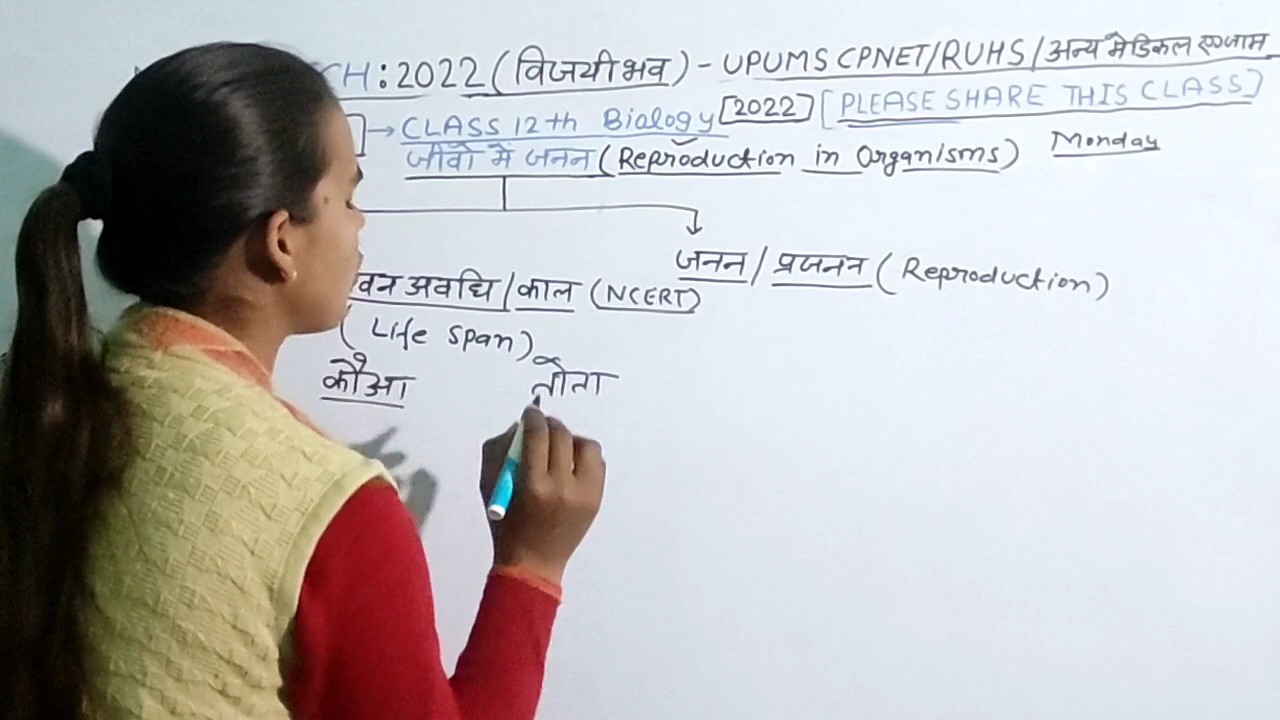 CH : 2022 (विजयी भव) - UPUMS CPNET/RUHS/अन्य मेडिकल एग्जाम
→ CLASS 12th Biology [2022] [PLEASE SHARE THIS CLASS]
जीवों में जनन (Reproduction in Organisms) Monday
जनन / प्रजनन (Reproduction)
वन अवधि / काल (NCERT)
(Life span)
कौआ तोता